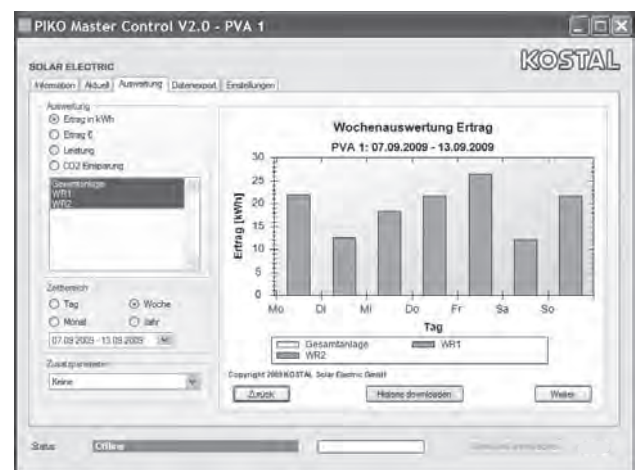 PIKO Master Control V2.0 - PVA 1
SOLAR ELECTRIC
KOSTAL
Information Aktuell Auswertung Datenexport Einstellungen
Auswertung
Ertrag in kWh
Ertrag €
Leistung
CO2 Einsparung
Gesamtanlage
WR1
WR2
Zeitbereich
Tag Woche
Monat Jahr
07.09.2009 - 13.09.2009
Zusatzparameter
Keine
Wochenauswertung Ertrag
PVA 1: 07.09.2009 - 13.09.2009
Ertrag [kWh]
30
25
20
15
10
5
0
Mo Di Mi Do Fr Sa So
Tag
Gesamtanlage WR1
WR2
Copyright 2009 KOSTAL Solar Electric GmbH
Zurück Historie downloaden Weiter
Status: Offline